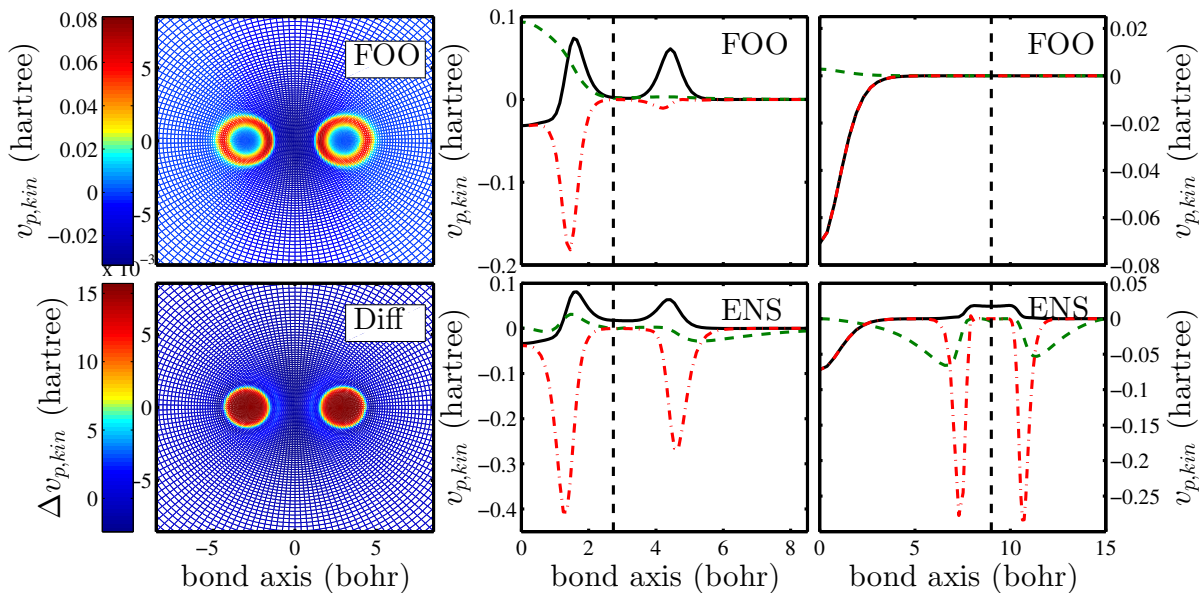 0.08
0.06
0.04
0.02
0
−0.02
v_{p,kin} (hartree)
5
0
−5
FOO
0.1
0
−0.1
−0.2
v_{p,kin} (hartree)
FOO
FOO
0.02
0
−0.02
−0.04
−0.06
−0.08
v_{p,kin} (hartree)
x 10^{-3}
15
10
5
0
Δv_{p,kin} (hartree)
5
0
−5
Diff
−5 0 5
bond axis (bohr)
0.1
0
−0.1
−0.2
−0.3
−0.4
v_{p,kin} (hartree)
ENS
0 2 4 6 8
bond axis (bohr)
ENS
0.05
0
−0.05
−0.1
−0.15
−0.2
−0.25
v_{p,kin} (hartree)
0 5 10 15
bond axis (bohr)